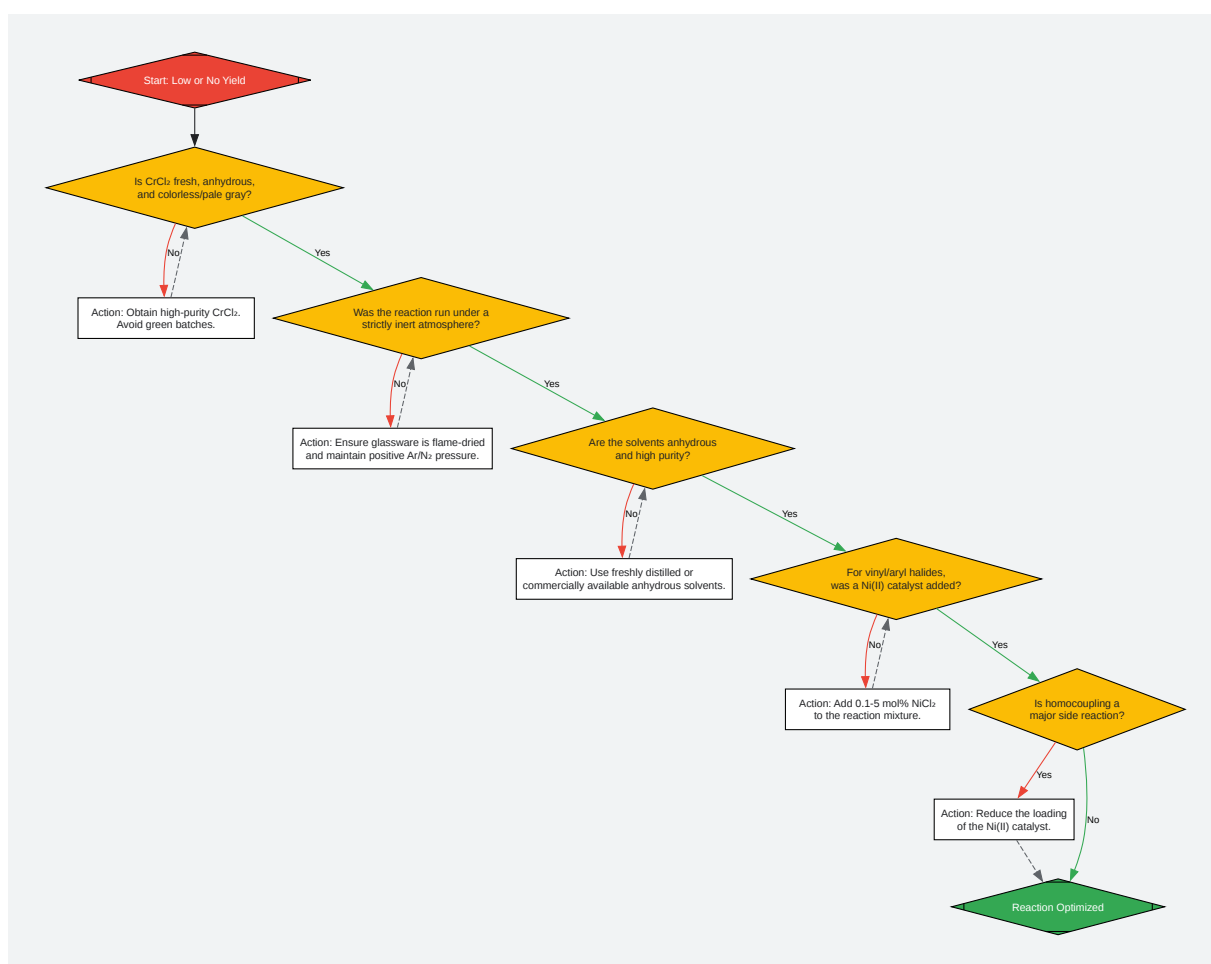 Start: Low or No Yield
Is CrCl₂ fresh, anhydrous,
and colorless/pale gray?
No
Yes
Action: Obtain high-purity CrCl₂.
Avoid green batches.
Was the reaction run under a
strictly inert atmosphere?
No
Yes
Action: Ensure glassware is flame-dried
and maintain positive Ar/N₂ pressure.
Are the solvents anhydrous
and high purity?
No
Yes
Action: Use freshly distilled or
commercially available anhydrous solvents.
For vinyl/aryl halides,
was a Ni(II) catalyst added?
No
Yes
Action: Add 0.1-5 mol% NiCl₂
to the reaction mixture.
Is homocoupling a
major side reaction?
Yes
No
Action: Reduce the loading
of the Ni(II) catalyst.
Reaction Optimized